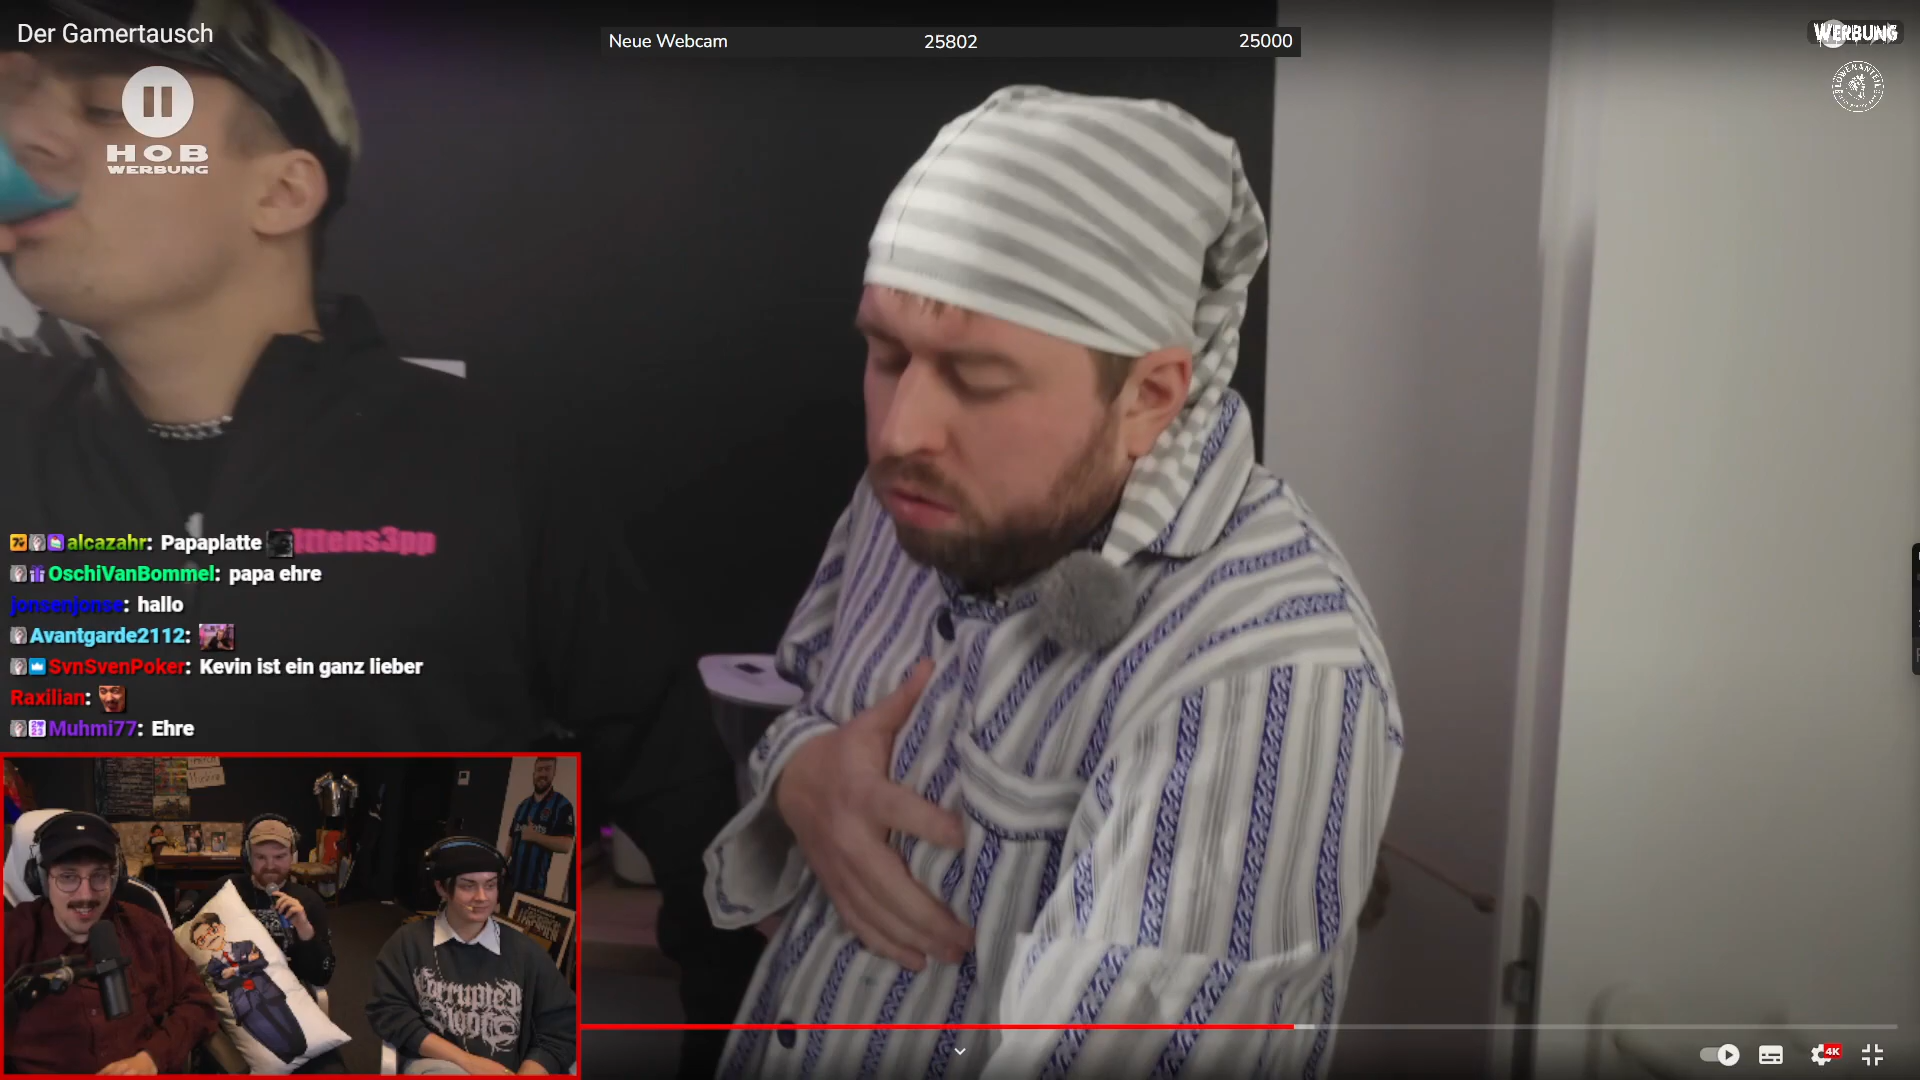 Der Gamertausch
Neue Webcam 25802 25000
WERBUNG
HOB
WERBUNG
alcazahr: Papaplatte
OschiVanBommel: papa ehre
jonsenjonse: hallo
Avantgarde2112:
SvnSvenPoker: Kevin ist ein ganz lieber
Raxilian:
Muhmi77: Ehre
4K